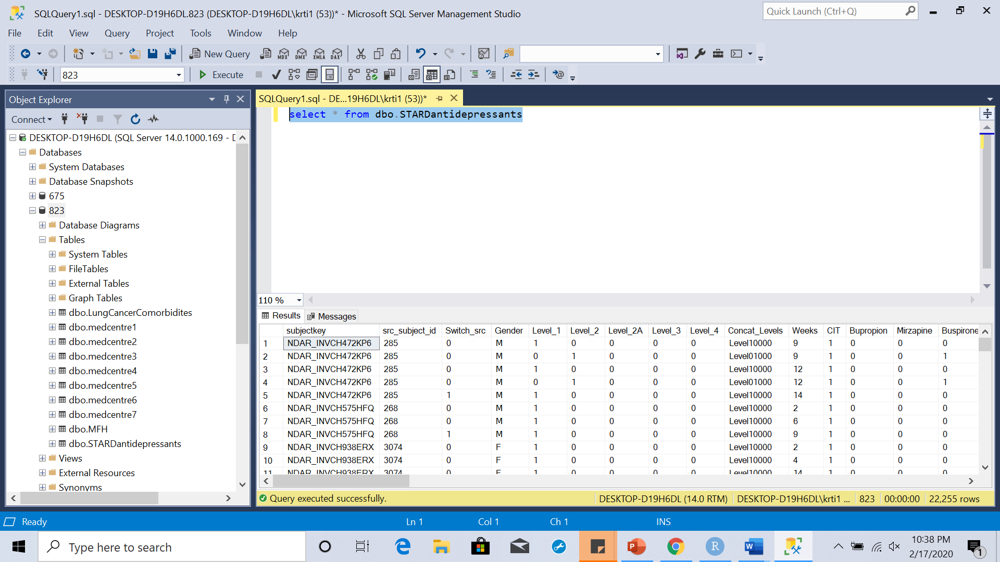 SQLQuery1.sql - DESKTOP-D19H6DL.823 (DESKTOP-D19H6DL\krti1 (53))* - Microsoft SQL Server Management Studio
Quick Launch (Ctrl+Q)
File Edit View Query Project Tools Window Help
New Query MDX DMX XMLA DAX
823 Execute
Object Explorer
SQLQuery1.sql - DE...19H6DL\krti1 (53))*
Connect
select * from dbo.STARDantidepressants
DESKTOP-D19H6DL (SQL Server 14.0.1000.169 - D
Databases
System Databases
Database Snapshots
675
823
Database Diagrams
Tables
System Tables
FileTables
External Tables
Graph Tables
dbo.LungCancerComorbidites
dbo.medcentre1
dbo.medcentre2
dbo.medcentre3
dbo.medcentre4
dbo.medcentre5
dbo.medcentre6
dbo.medcentre7
dbo.MFH
dbo.STARDantidepressants
Views
External Resources
Synonyms
110 %
Results Messages
subjectkey src_subject_id Switch_src Gender Level_1 Level_2 Level_2A Level_3 Level_4 Concat_Levels Weeks CIT Bupropion Mirzapine Buspirone
1 NDAR_INVCH472KP6 285 0 M 1 0 0 0 0 Level10000 9 1 0 0 0
2 NDAR_INVCH472KP6 285 0 M 0 1 0 0 0 Level01000 9 1 0 0 1
3 NDAR_INVCH472KP6 285 0 M 1 0 0 0 0 Level10000 12 1 0 0 0
4 NDAR_INVCH472KP6 285 0 M 0 1 0 0 0 Level01000 12 1 0 0 1
5 NDAR_INVCH472KP6 285 1 M 1 0 0 0 0 Level10000 14 1 0 0 0
6 NDAR_INVCH575HFQ 268 0 M 1 0 0 0 0 Level10000 2 1 0 0 0
7 NDAR_INVCH575HFQ 268 0 M 1 0 0 0 0 Level10000 6 1 0 0 0
8 NDAR_INVCH575HFQ 268 1 M 1 0 0 0 0 Level10000 9 1 0 0 0
9 NDAR_INVCH938ERX 3074 0 F 1 0 0 0 0 Level10000 2 1 0 0 0
10 NDAR_INVCH938ERX 3074 0 F 1 0 0 0 0 Level10000 4 1 0 0 0
11 NDAR_INVCH938ERX 3074 0 F 1 0 0 0 0 Level10000 14 1 0 0 0
Query executed successfully. DESKTOP-D19H6DL (14.0 RTM) DESKTOP-D19H6DL\krti1 ... 823 00:00:00 22,255 rows
Ready Ln 1 Col 1 Ch 1 INS
Type here to search
10:38 PM
2/17/2020
1